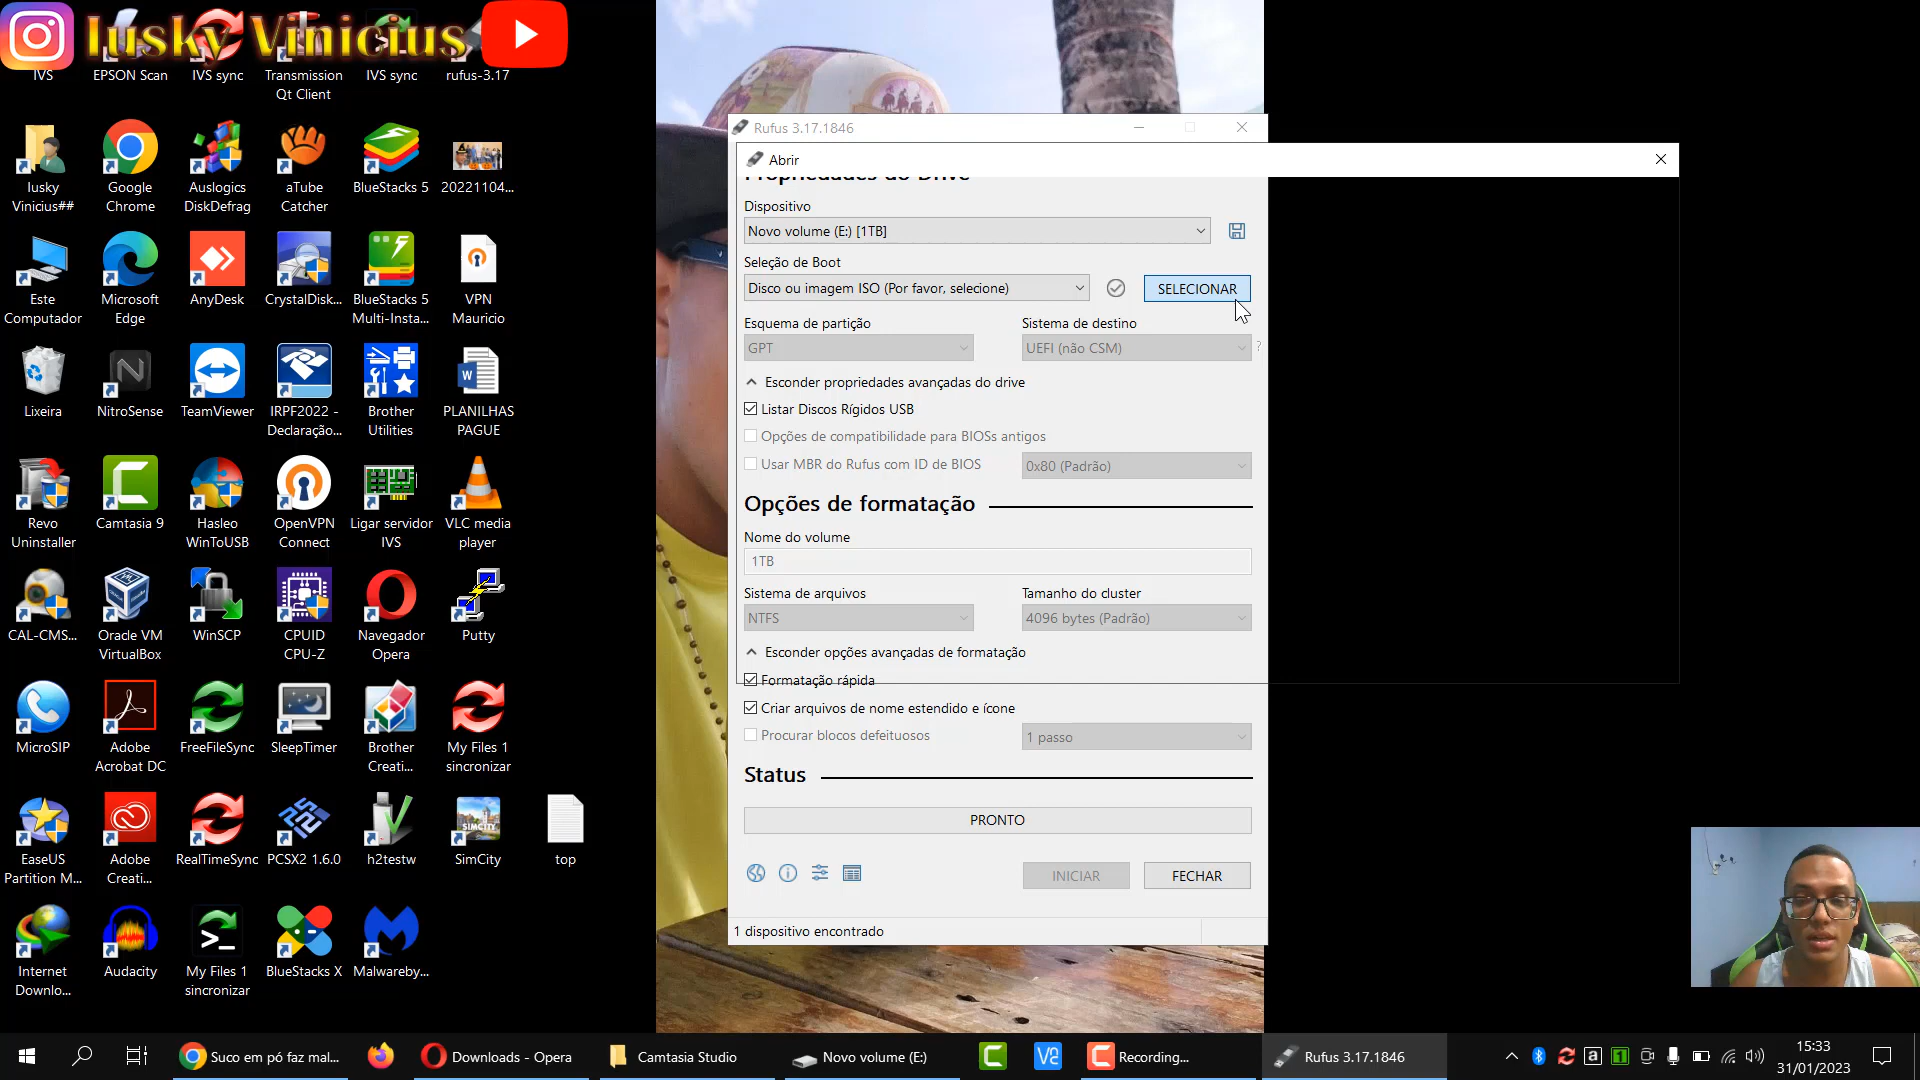 Iusky Vinicius
IVS
EPSON Scan
IVS sync
Transmission
Qt Client
IVS sync
rufus-3.17
Iusky
Vinicius##
Google
Chrome
Auslogics
DiskDefrag
aTube
Catcher
BlueStacks 5
20221104...
Este
Computador
Microsoft
Edge
AnyDesk
CrystalDisk...
BlueStacks 5
Multi-Insta...
VPN
Mauricio
Lixeira
NitroSense
TeamViewer
IRPF2022 -
Declaração...
Brother
Utilities
PLANILHAS
PAGUE
Revo
Uninstaller
Camtasia 9
Hasleo
WinToUSB
OpenVPN
Connect
Ligar servidor
IVS
VLC media
player
CAL-CMS...
Oracle VM
VirtualBox
WinSCP
CPUID
CPU-Z
Navegador
Opera
Putty
MicroSIP
Adobe
Acrobat DC
FreeFileSync
SleepTimer
Brother
Creati...
My Files 1
sincronizar
EaseUS
Partition M...
Adobe
Creati...
RealTimeSync
PCSX2 1.6.0
h2testw
SimCity
top
Internet
Downlo...
Audacity
My Files 1
sincronizar
BlueStacks X
Malwareby...
Rufus 3.17.1846
Abrir
Propriedades do Drive
Dispositivo
Novo volume (E:) [1TB]
Seleção de Boot
Disco ou imagem ISO (Por favor, selecione)
SELECIONAR
Esquema de partição
Sistema de destino
GPT
UEFI (não CSM)
?
Esconder propriedades avançadas do drive
Listar Discos Rígidos USB
Opções de compatibilidade para BIOSs antigos
Usar MBR do Rufus com ID de BIOS
0x80 (Padrão)
Opções de formatação
Nome do volume
1TB
Sistema de arquivos
Tamanho do cluster
NTFS
4096 bytes (Padrão)
Esconder opções avançadas de formatação
Formatação rápida
Criar arquivos de nome estendido e ícone
Procurar blocos defeituosos
1 passo
Status
PRONTO
INICIAR
FECHAR
1 dispositivo encontrado
Suco em pó faz mal...
Downloads - Opera
Camtasia Studio
Novo volume (E:)
Recording...
Rufus 3.17.1846
15:33
31/01/2023